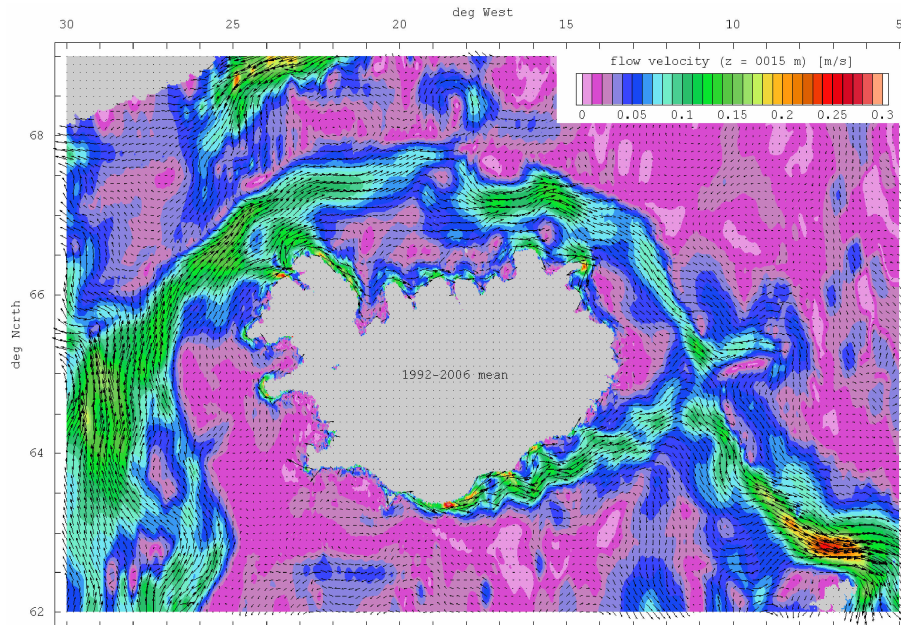 deg West
30 25 20 15 10 5
flow velocity (z = 0015 m) [m/s]
0 0.05 0.1 0.15 0.2 0.25 0.3
68
66
64
62
deg North
1992-2006 mean